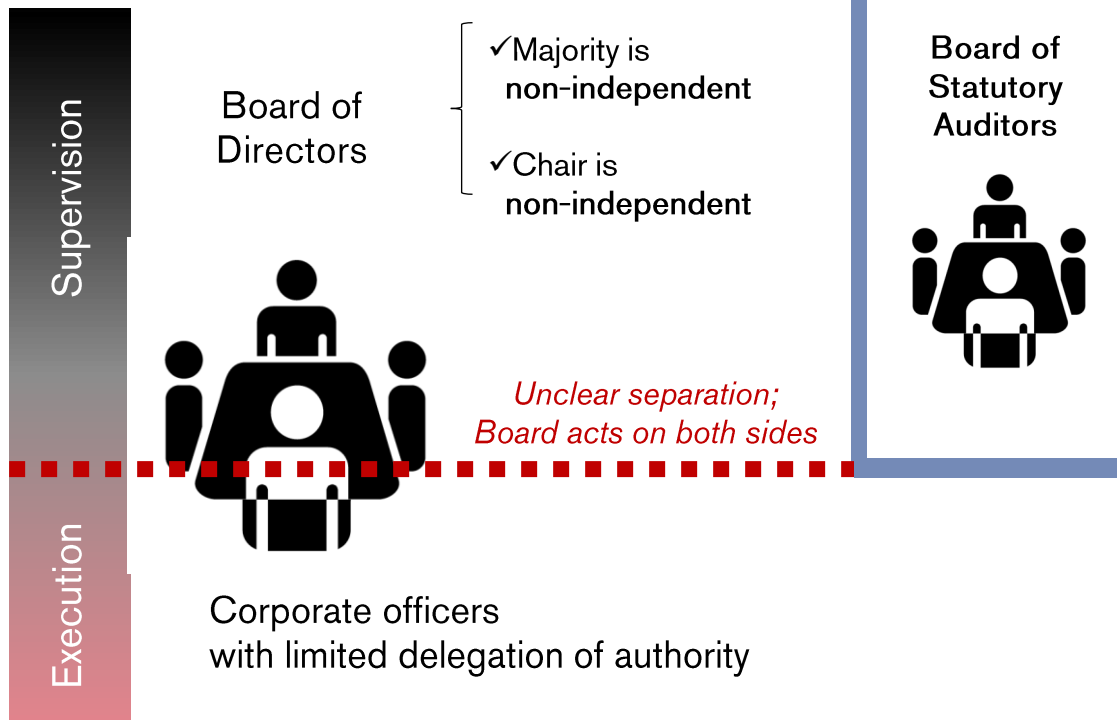 Supervision
Board of
Directors
✓Majority is
non-independent
✓Chair is
non-independent
Board of
Statutory
Auditors
Unclear separation;
Board acts on both sides
Execution
Corporate officers
with limited delegation of authority